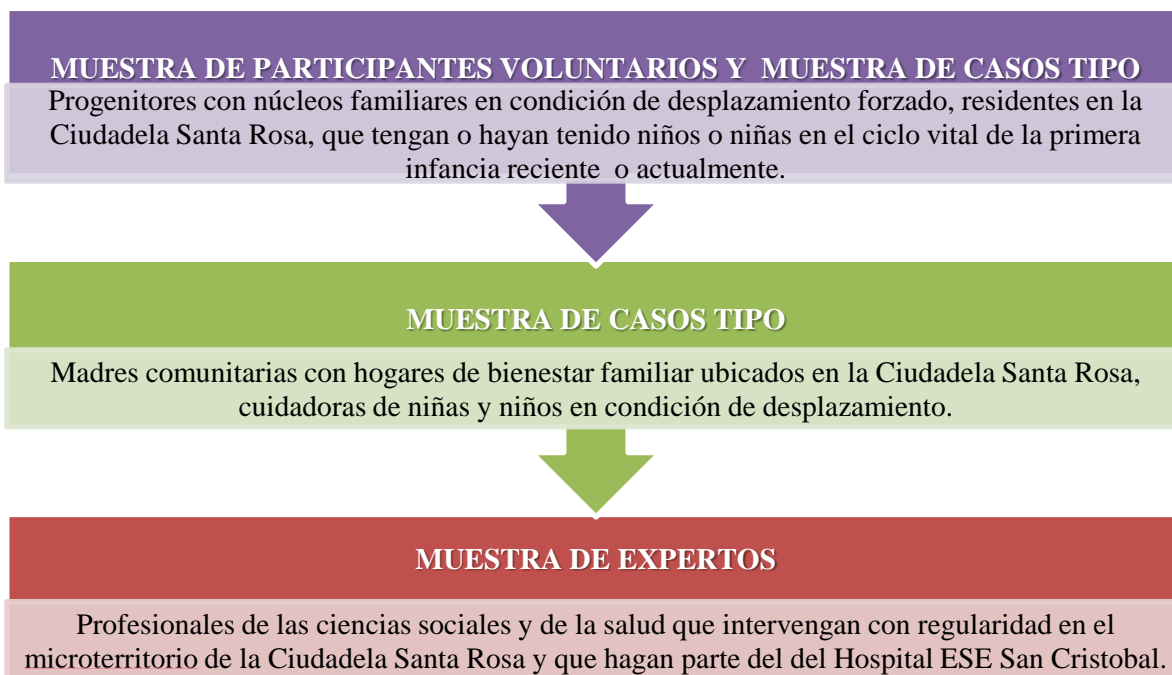 MUESTRA DE PARTICIPANTES VOLUNTARIOS Y MUESTRA DE CASOS TIPO
Progenitores con núcleos familiares en condición de desplazamiento forzado, residentes en la
Ciudadela Santa Rosa, que tengan o hayan tenido niños o niñas en el ciclo vital de la primera
infancia reciente o actualmente.
MUESTRA DE CASOS TIPO
Madres comunitarias con hogares de bienestar familiar ubicados en la Ciudadela Santa Rosa,
cuidadoras de niñas y niños en condición de desplazamiento.
MUESTRA DE EXPERTOS
Profesionales de las ciencias sociales y de la salud que intervengan con regularidad en el
microterritorio de la Ciudadela Santa Rosa y que hagan parte del del Hospital ESE San Cristobal.